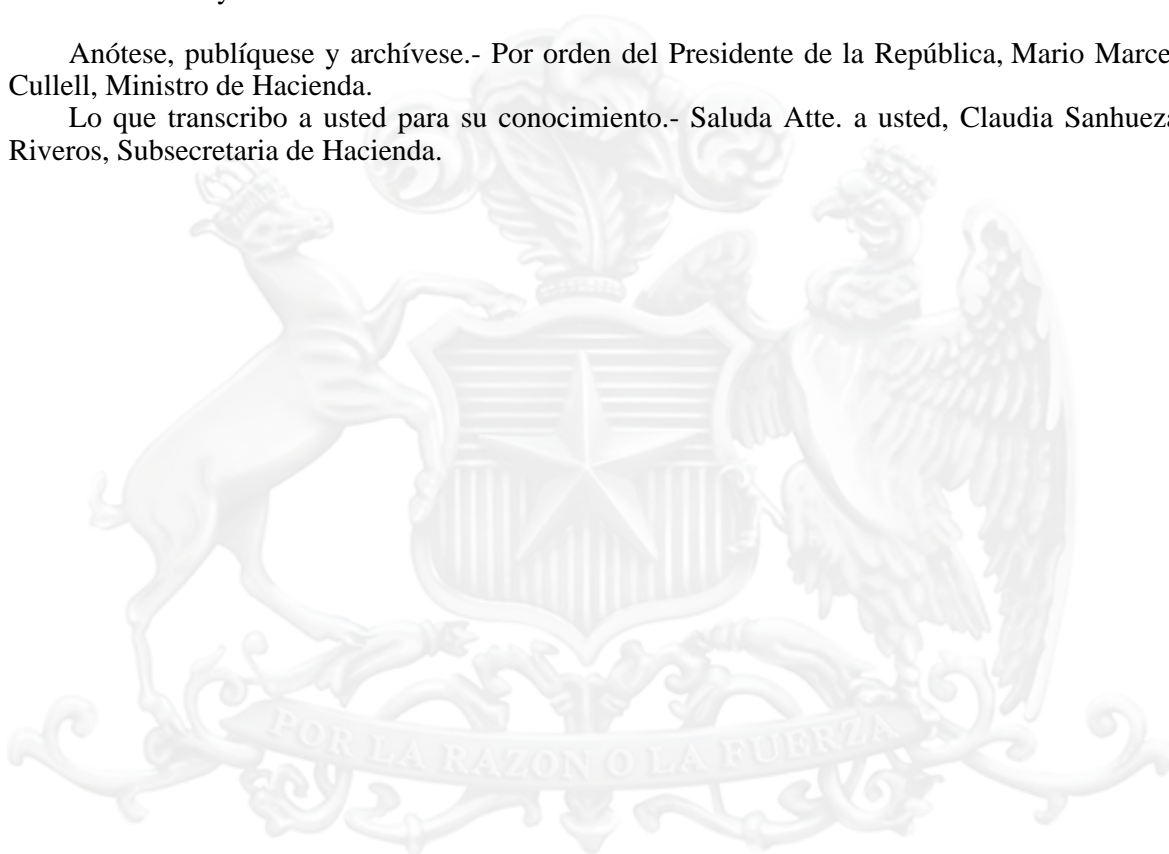 Anótese, publíquese y archívese.- Por orden del Presidente de la República, Mario Marce
Cullell, Ministro de Hacienda.
Lo que transcribo a usted para su conocimiento.- Saluda Atte. a usted, Claudia Sanhueza
Riveros, Subsecretaria de Hacienda.
POR LA RAZON O LA FUERZA